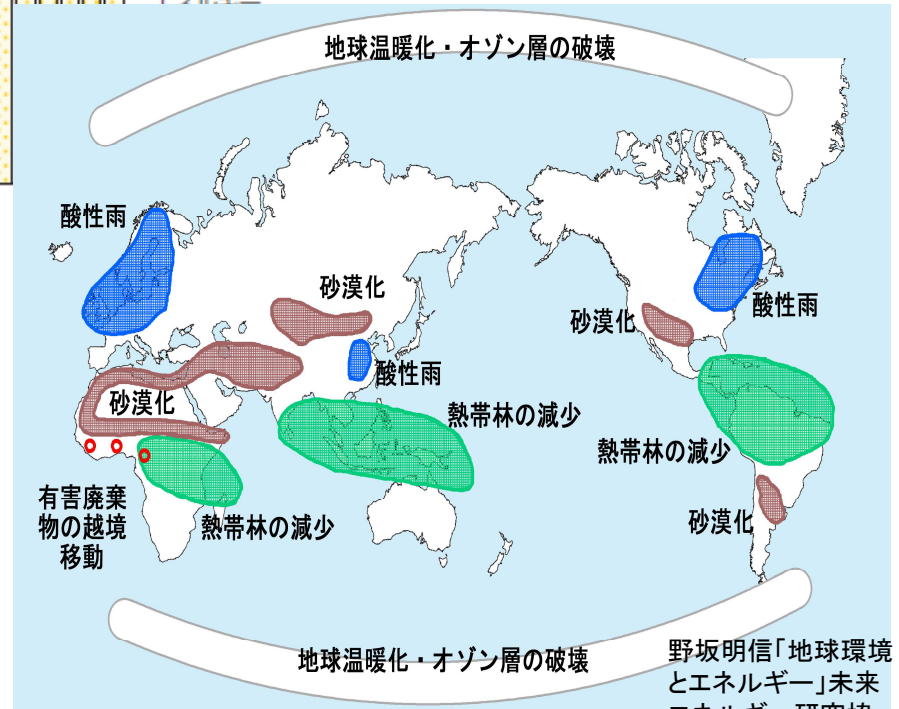 地球温暖化・オゾン層の破壊
酸性雨
砂漠化
酸性雨
砂漠化
酸性雨
砂漠化
熱帯林の減少
熱帯林の減少
有害廃棄
物の越境
移動
熱帯林の減少
砂漠化
地球温暖化・オゾン層の破壊
野坂明信「地球環境
とエネルギー」未来